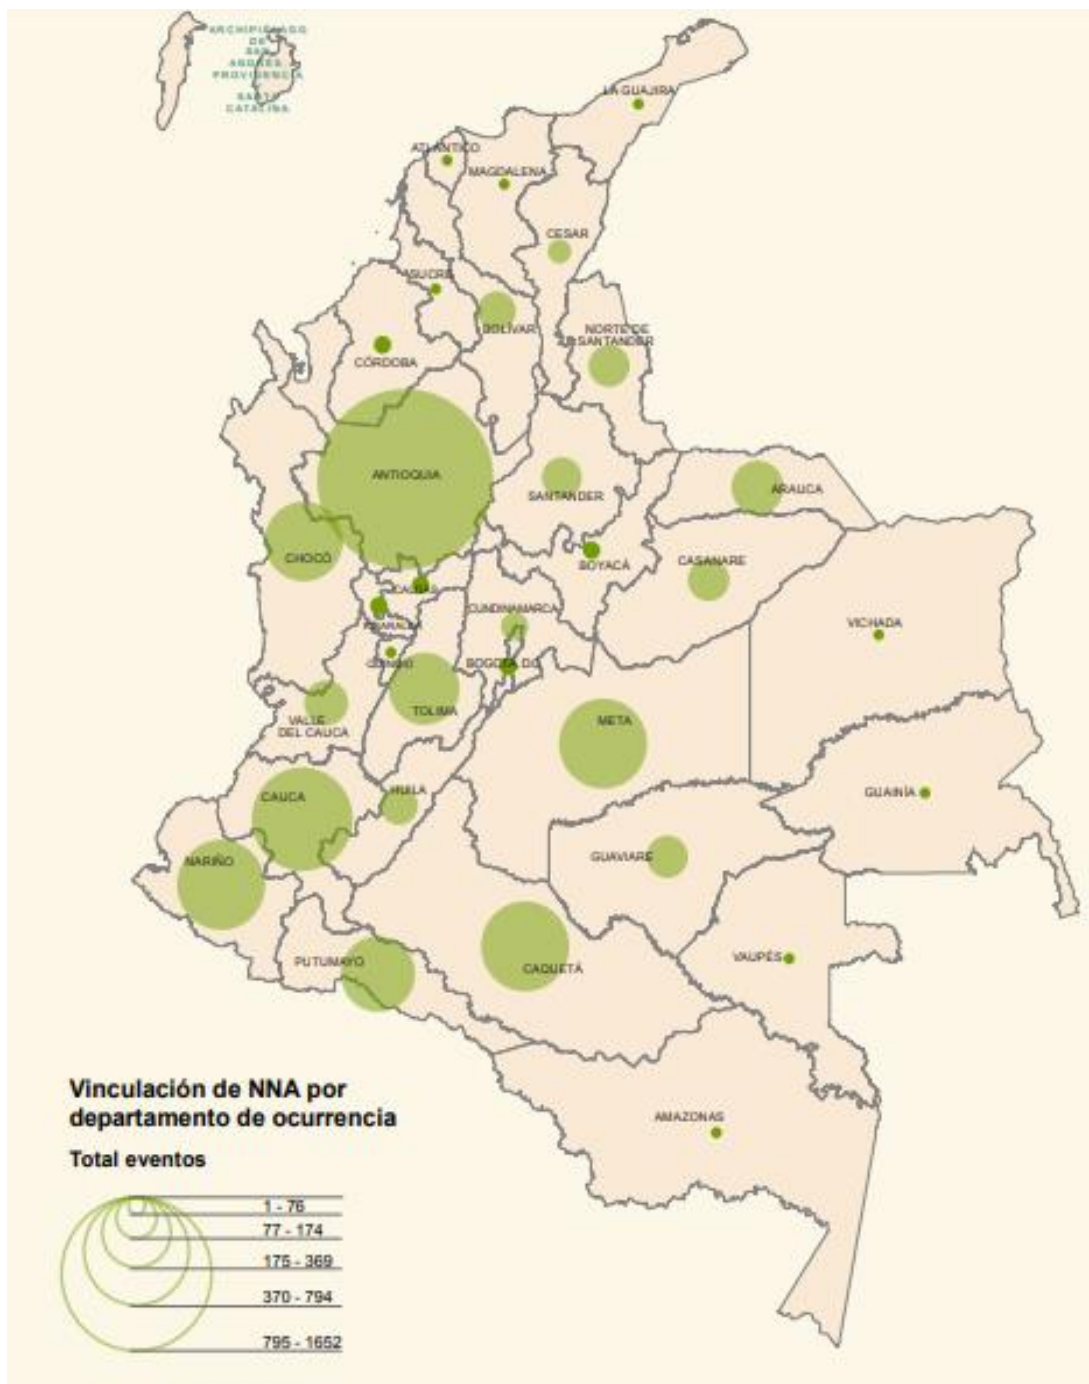 ARCHIPIÉLAGO
DE
SAN
ANDRÉS
PROVIDENCIA
Y
SANTA
CATALINA
LA GUAJIRA
ATLÁNTICO
MAGDALENA
CESAR
SUCRE
BOLÍVAR
NORTE DE
SANTANDER
CÓRDOBA
ANTIOQUIA
SANTANDER
ARAUCA
CHOCÓ
BOYACÁ
CASANARE
CALDAS
CUNDINAMARCA
RISARALDA
VICHADA
QUINDÍO
BOGOTÁ D.C.
TOLIMA
VALLE
DEL CAUCA
META
CAUCA
HUILA
GUAINÍA
NARIÑO
GUAVIARE
PUTUMAYO
CAQUETÁ
VAUPÉS
AMAZONAS
Vinculación de NNA por
departamento de ocurrencia
Total eventos
1 - 76
77 - 174
175 - 369
370 - 794
795 - 1652